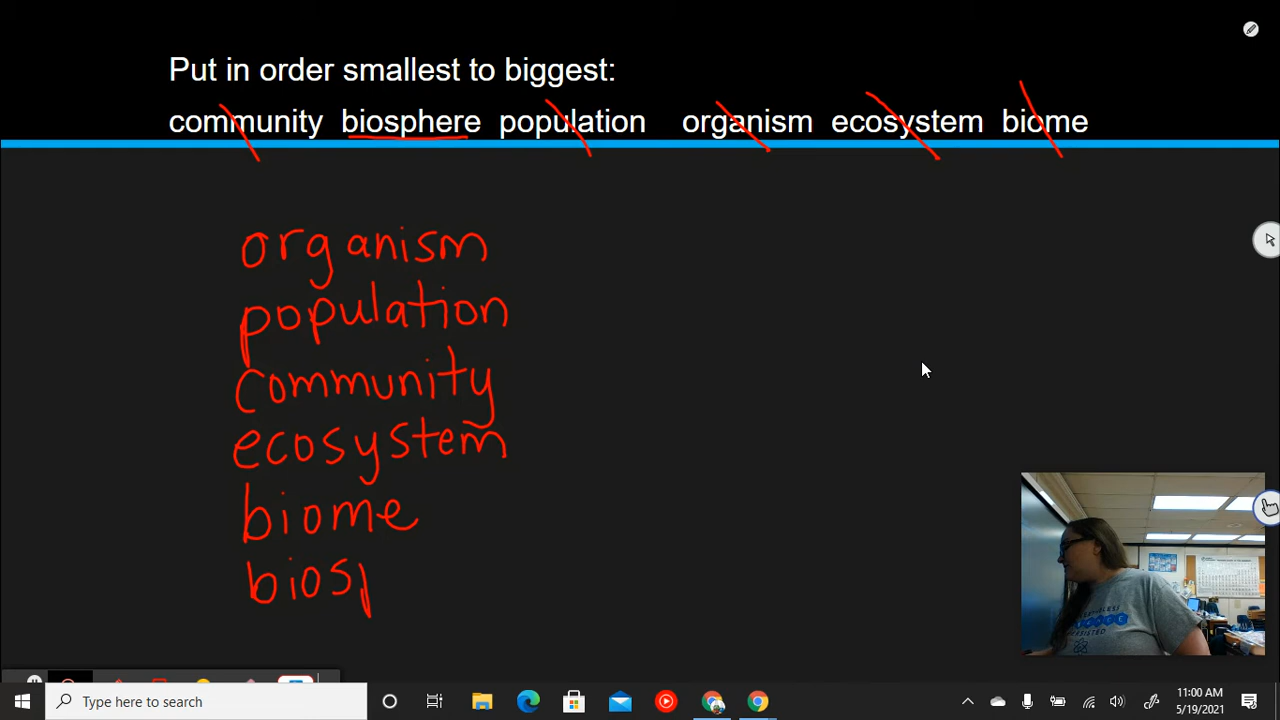 Put in order smallest to biggest:
community biosphere population organism ecosystem biome
organism
population
community
ecosystem
biome
biosp
Type here to search
11:00 AM
5/19/2021